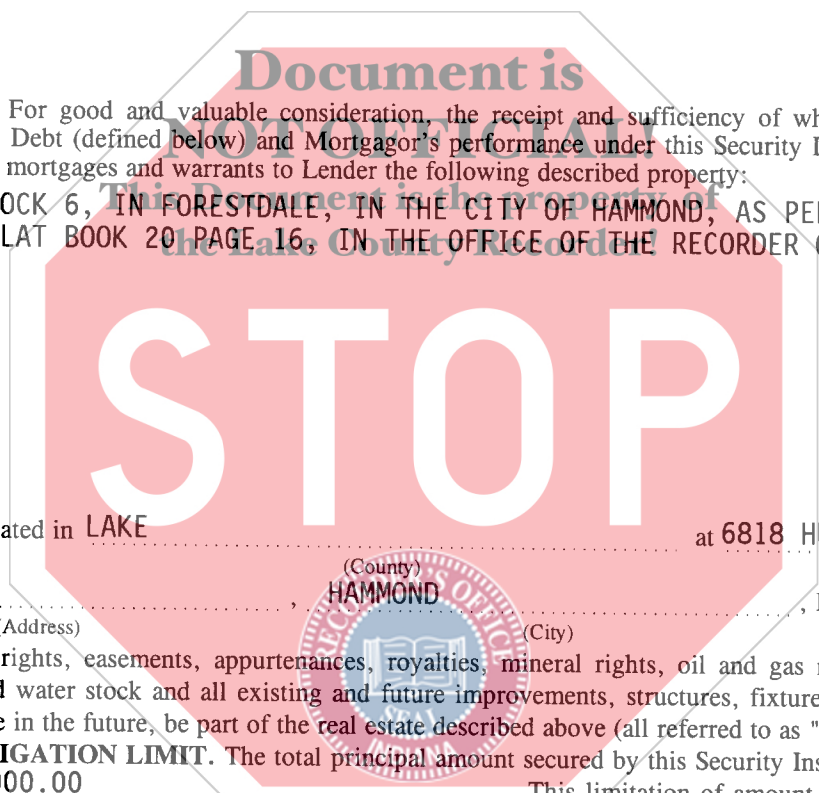 Document is
For good and valuable consideration, the receipt and sufficiency of
NOT OFFICIAL!
Debt (defined below) and Mortgagor's performance under this Security
mortgages and warrants to Lender the following described property:
This Document is the property of
OCK 6, IN FORESTDALE, IN THE CITY OF HAMMOND, AS
LAT BOOK 20 PAGE 16, IN THE OFFICE OF THE RECORDER
the Lake County Recorder!
STOP
ated in LAKE at 6818
(County)
HAMMOND
RECORDER'S OFFICE
(Address) (City)
rights, easements, appurtenances, royalties, mineral rights, oil and gas
water stock and all existing and future improvements, structures,
in the future, be part of the real estate described above (all referred to as "
SEAL
IGATION LIMIT. The total principal amount secured by this Security
INDIANA
000.00 This limitation of amount